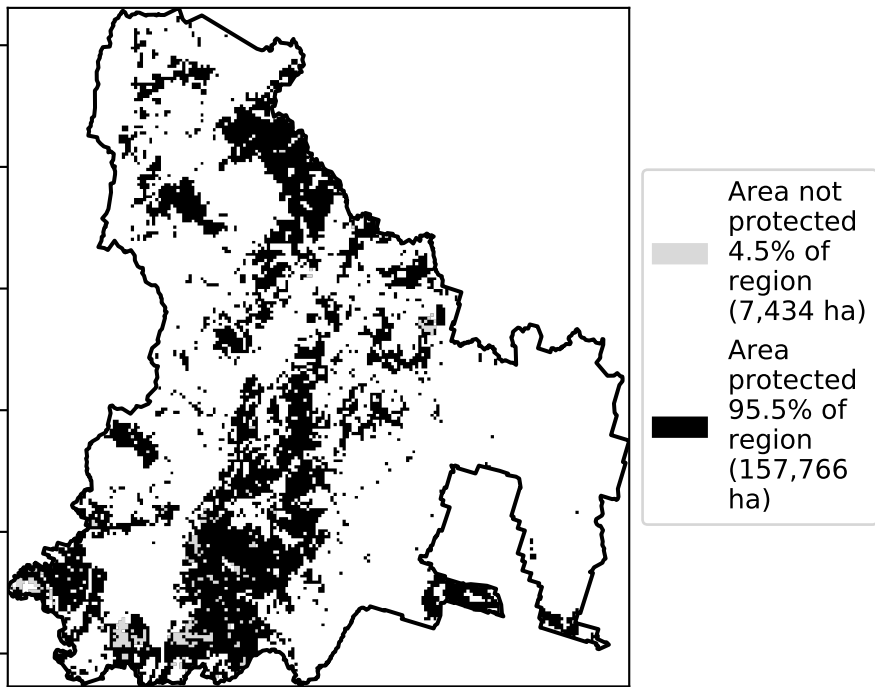 Area not
protected
4.5% of
region
(7,434 ha)
Area
protected
95.5% of
region
(157,766
ha)